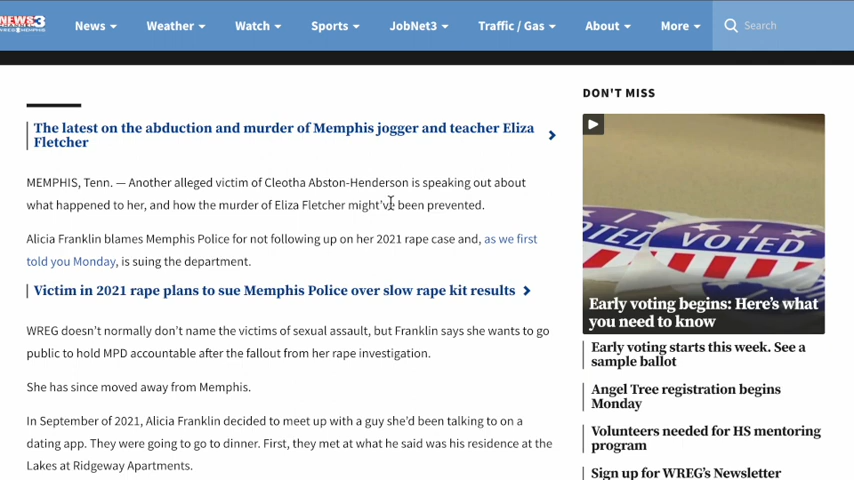 NEWS 3
WREG MEMPHIS
News
Weather
Watch
Sports
JobNet3
Traffic / Gas
About
More
Search
The latest on the abduction and murder of Memphis jogger and teacher Eliza
Fletcher
MEMPHIS, Tenn. — Another alleged victim of Cleotha Abston-Henderson is speaking out about
what happened to her, and how the murder of Eliza Fletcher might've been prevented.
Alicia Franklin blames Memphis Police for not following up on her 2021 rape case and, as we first
told you Monday, is suing the department.
Victim in 2021 rape plans to sue Memphis Police over slow rape kit results
WREG doesn't normally don't name the victims of sexual assault, but Franklin says she wants to go
public to hold MPD accountable after the fallout from her rape investigation.
She has since moved away from Memphis.
In September of 2021, Alicia Franklin decided to meet up with a guy she'd been talking to on a
dating app. They were going to go to dinner. First, they met at what he said was his residence at the
Lakes at Ridgeway Apartments.
DON'T MISS
VOTED
Early voting begins: Here's what
you need to know
Early voting starts this week. See a
sample ballot
Angel Tree registration begins
Monday
Volunteers needed for HS mentoring
program
Sign up for WREG's Newsletter